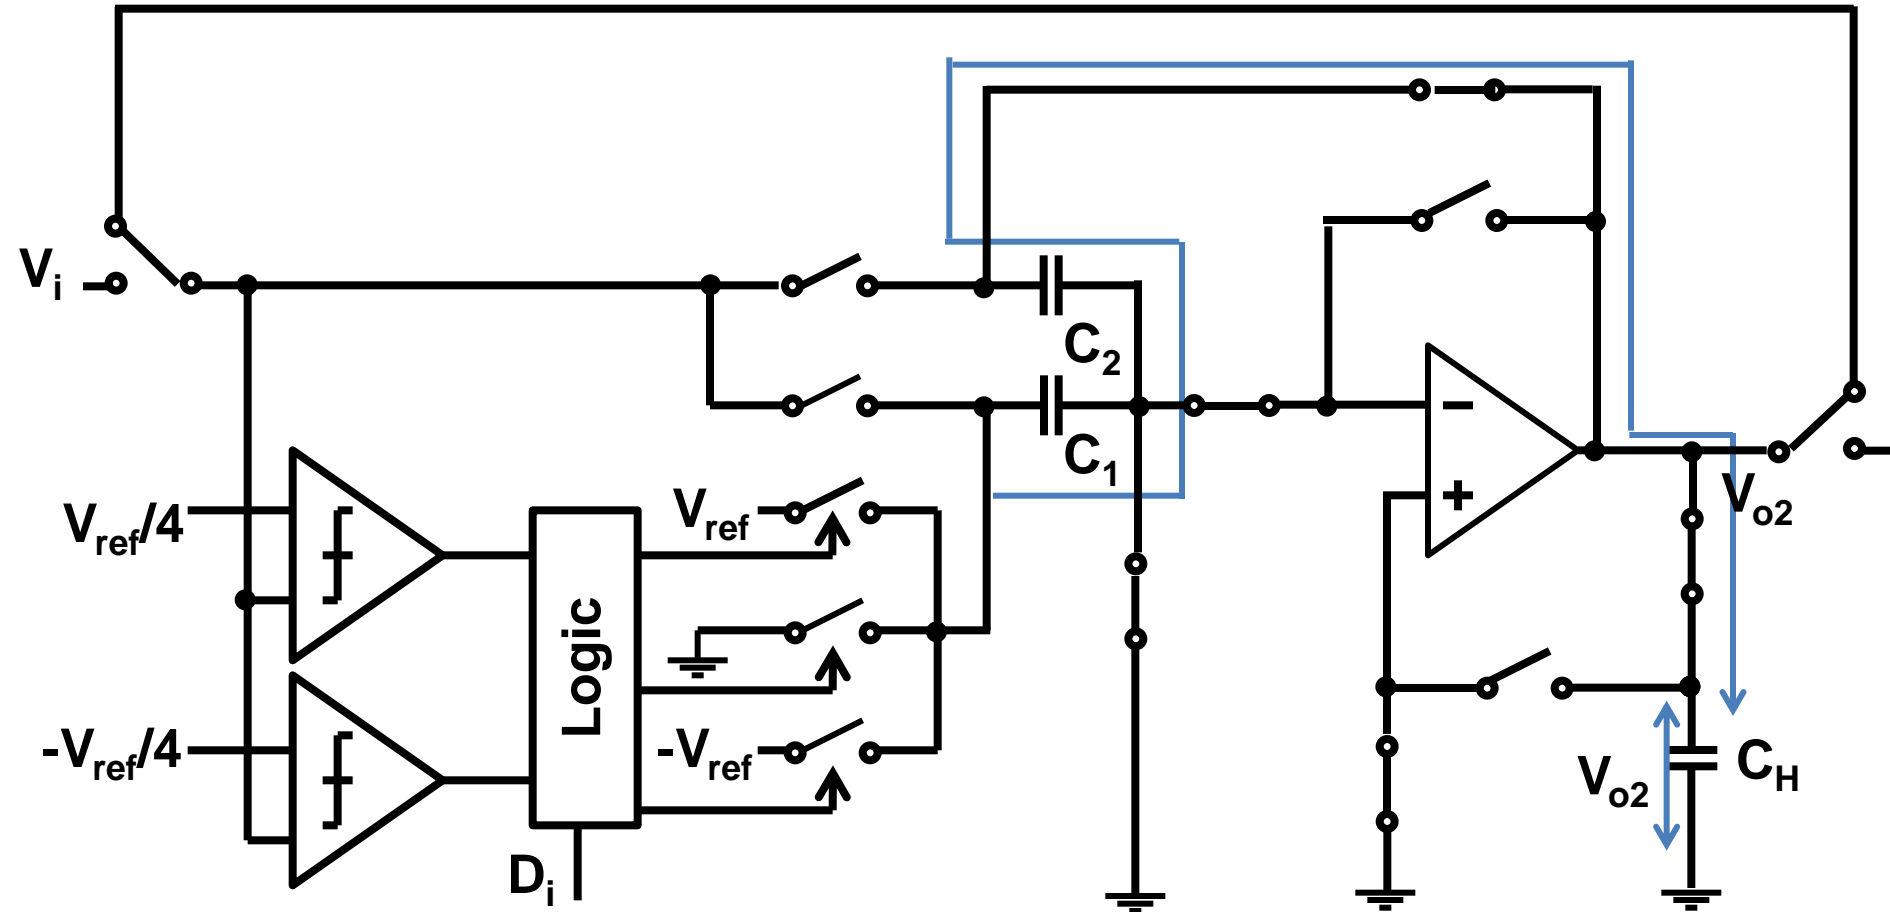 Vi
C2
C1
Vref/4
Vref
Vo2
Logic
-Vref/4
-Vref
Vo2
CH
Di
− 
+